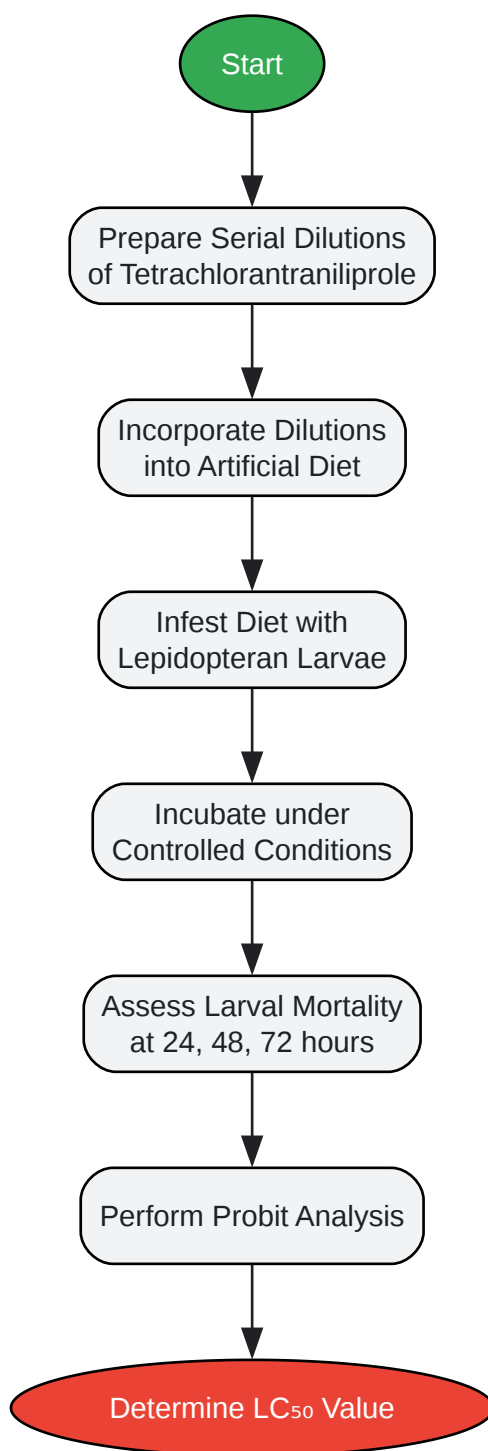 Start
Prepare Serial Dilutions
of Tetrachlorantraniliprole
Incorporate Dilutions
into Artificial Diet
Infest Diet with
Lepidopteran Larvae
Incubate under
Controlled Conditions
Assess Larval Mortality
at 24, 48, 72 hours
Perform Probit Analysis
Determine LC₅₀ Value